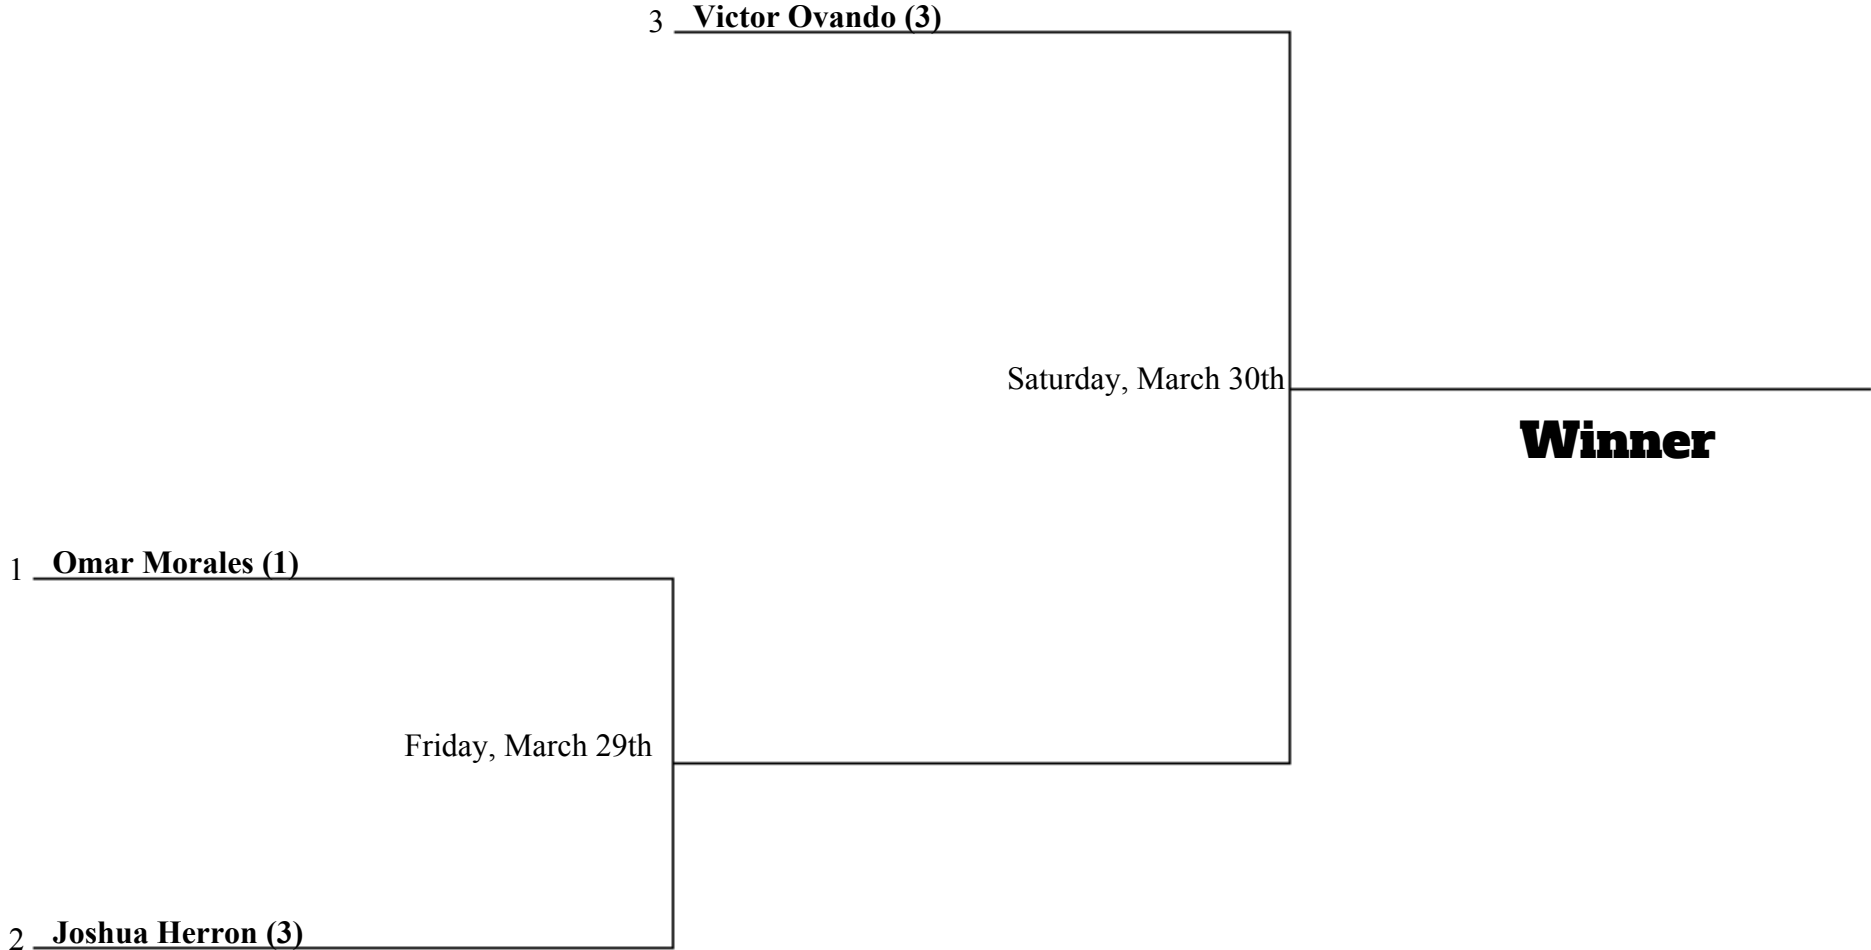 3 Victor Ovando (3)
Saturday, March 30th
Winner
1 Omar Morales (1)
Friday, March 29th
2 Joshua Herron (3)